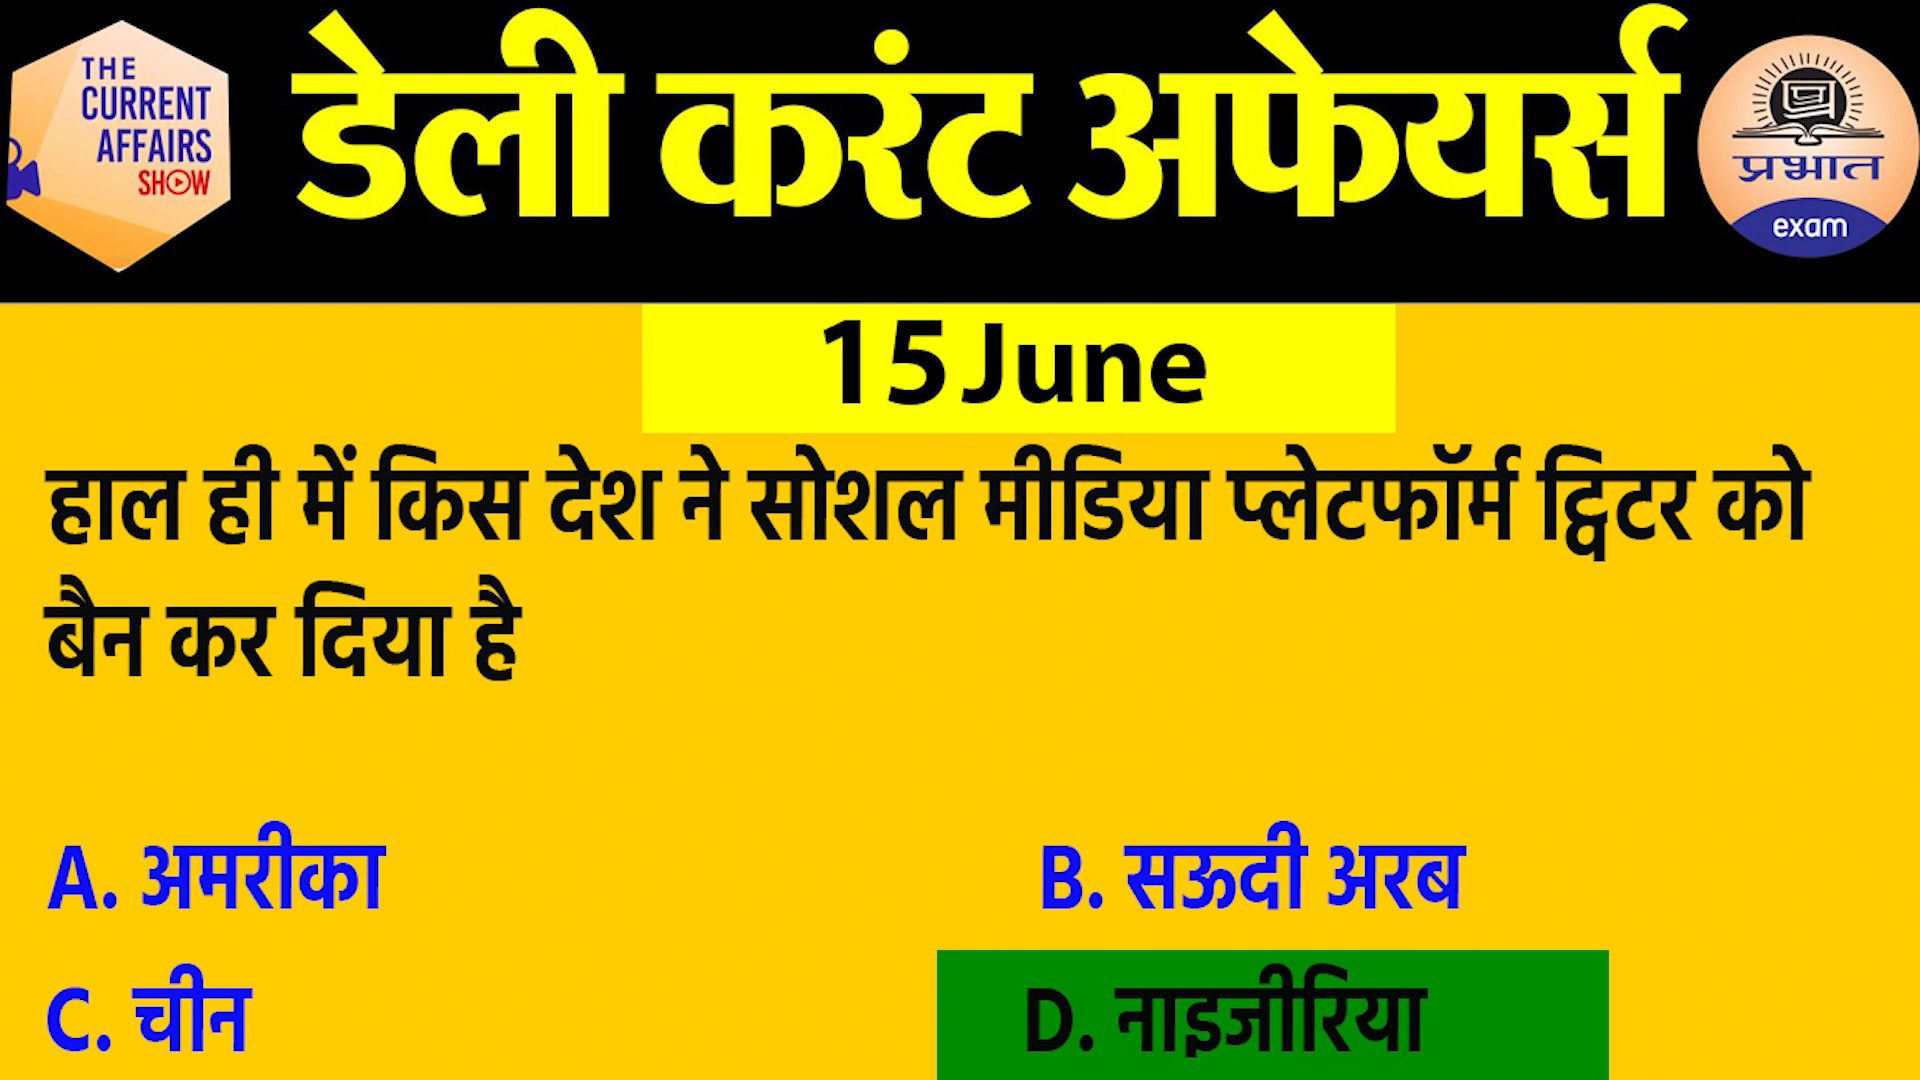 THE
CURRENT
AFFAIRS
SHOW
डेली करंट अफेयर्स
प्रभात
exam
15 June
हाल ही में किस देश ने सोशल मीडिया प्लेटफॉर्म ट्विटर को
बैन कर दिया है
A. अमरीका
B. सऊदी अरब
C. चीन
D. नाइजीरिया